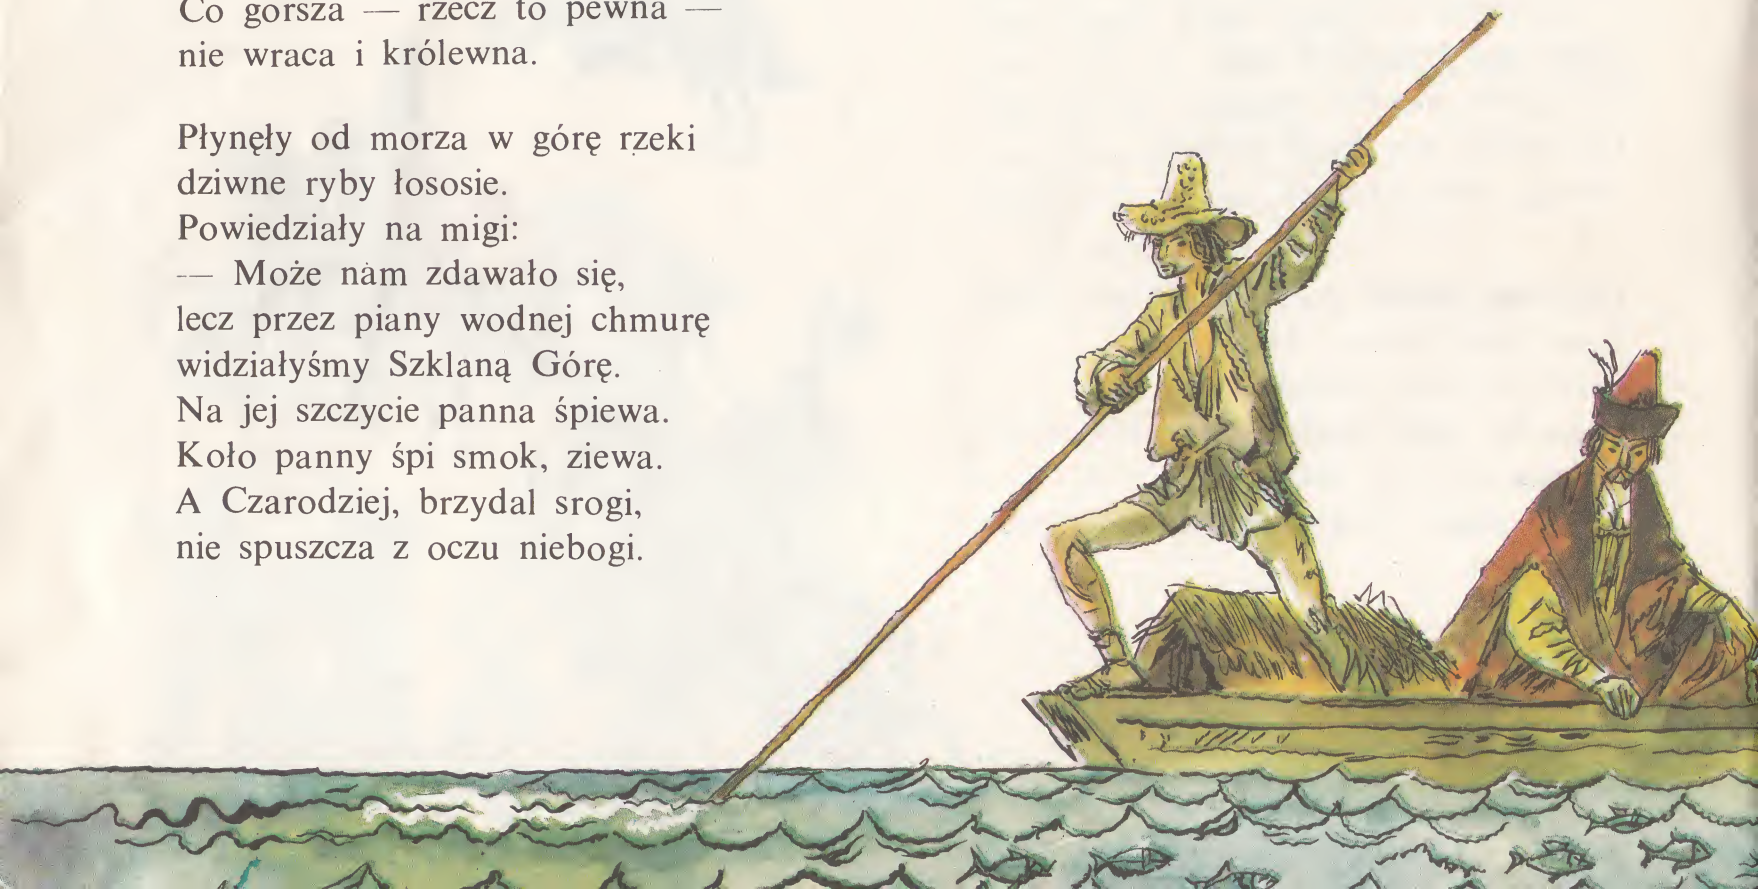 Co gorsza — rzecz to pewna —
nie wraca i królewna.
Płynęły od morza w górę rzeki
dziwne ryby łososie.
Powiedziały na migi:
— Może nam zdawało się,
lecz przez piany wodnej chmurę
widziałyśmy Szklaną Górę.
Na jej szczycie panna śpiewa.
Koło panny śpi smok, ziewa.
A Czarodziej, brzydal srogi,
nie spuszcza z oczu niebogi.